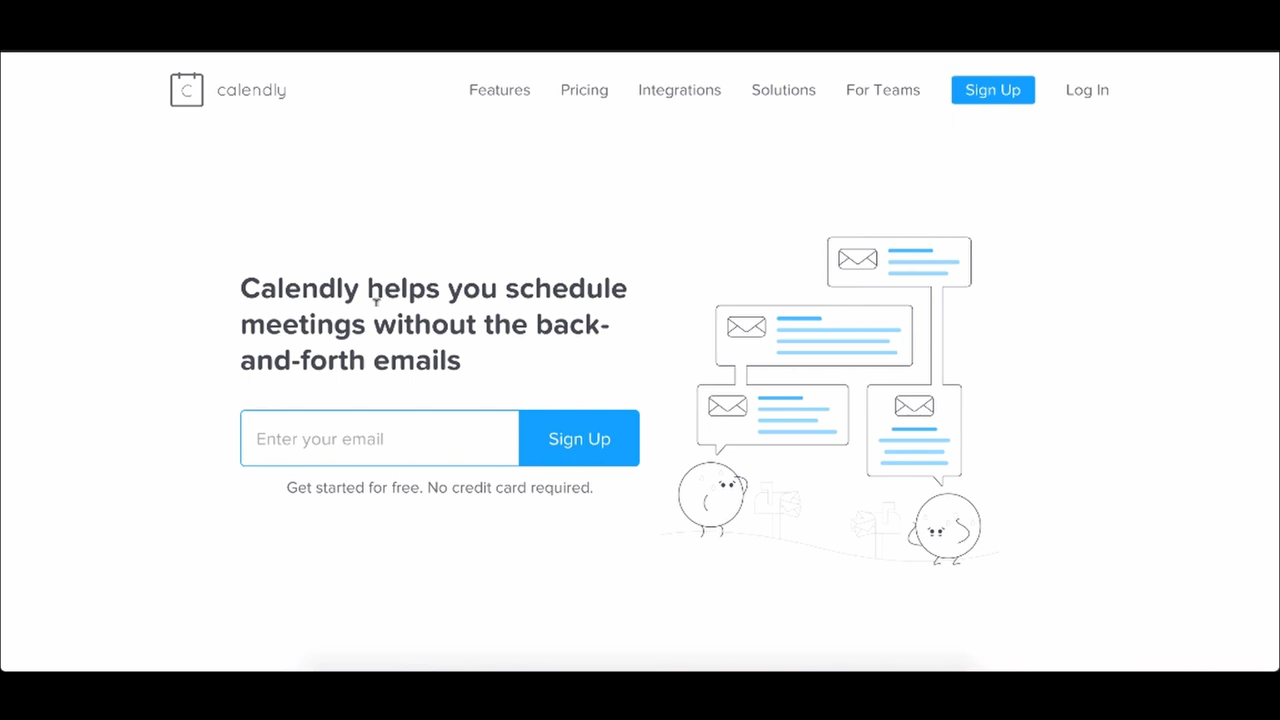 C calendly
Features Pricing Integrations Solutions For Teams Sign Up Log In
Calendly helps you schedule
meetings without the back-
and-forth emails
Enter your email Sign Up
Get started for free. No credit card required.